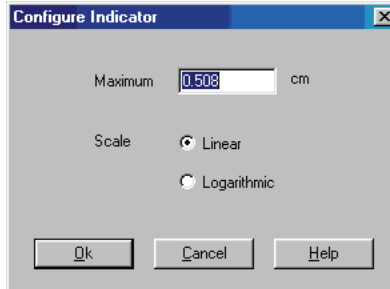 Configure Indicator
Maximum 0.508 cm
Scale Linear
Logarithmic
Ok Cancel Help